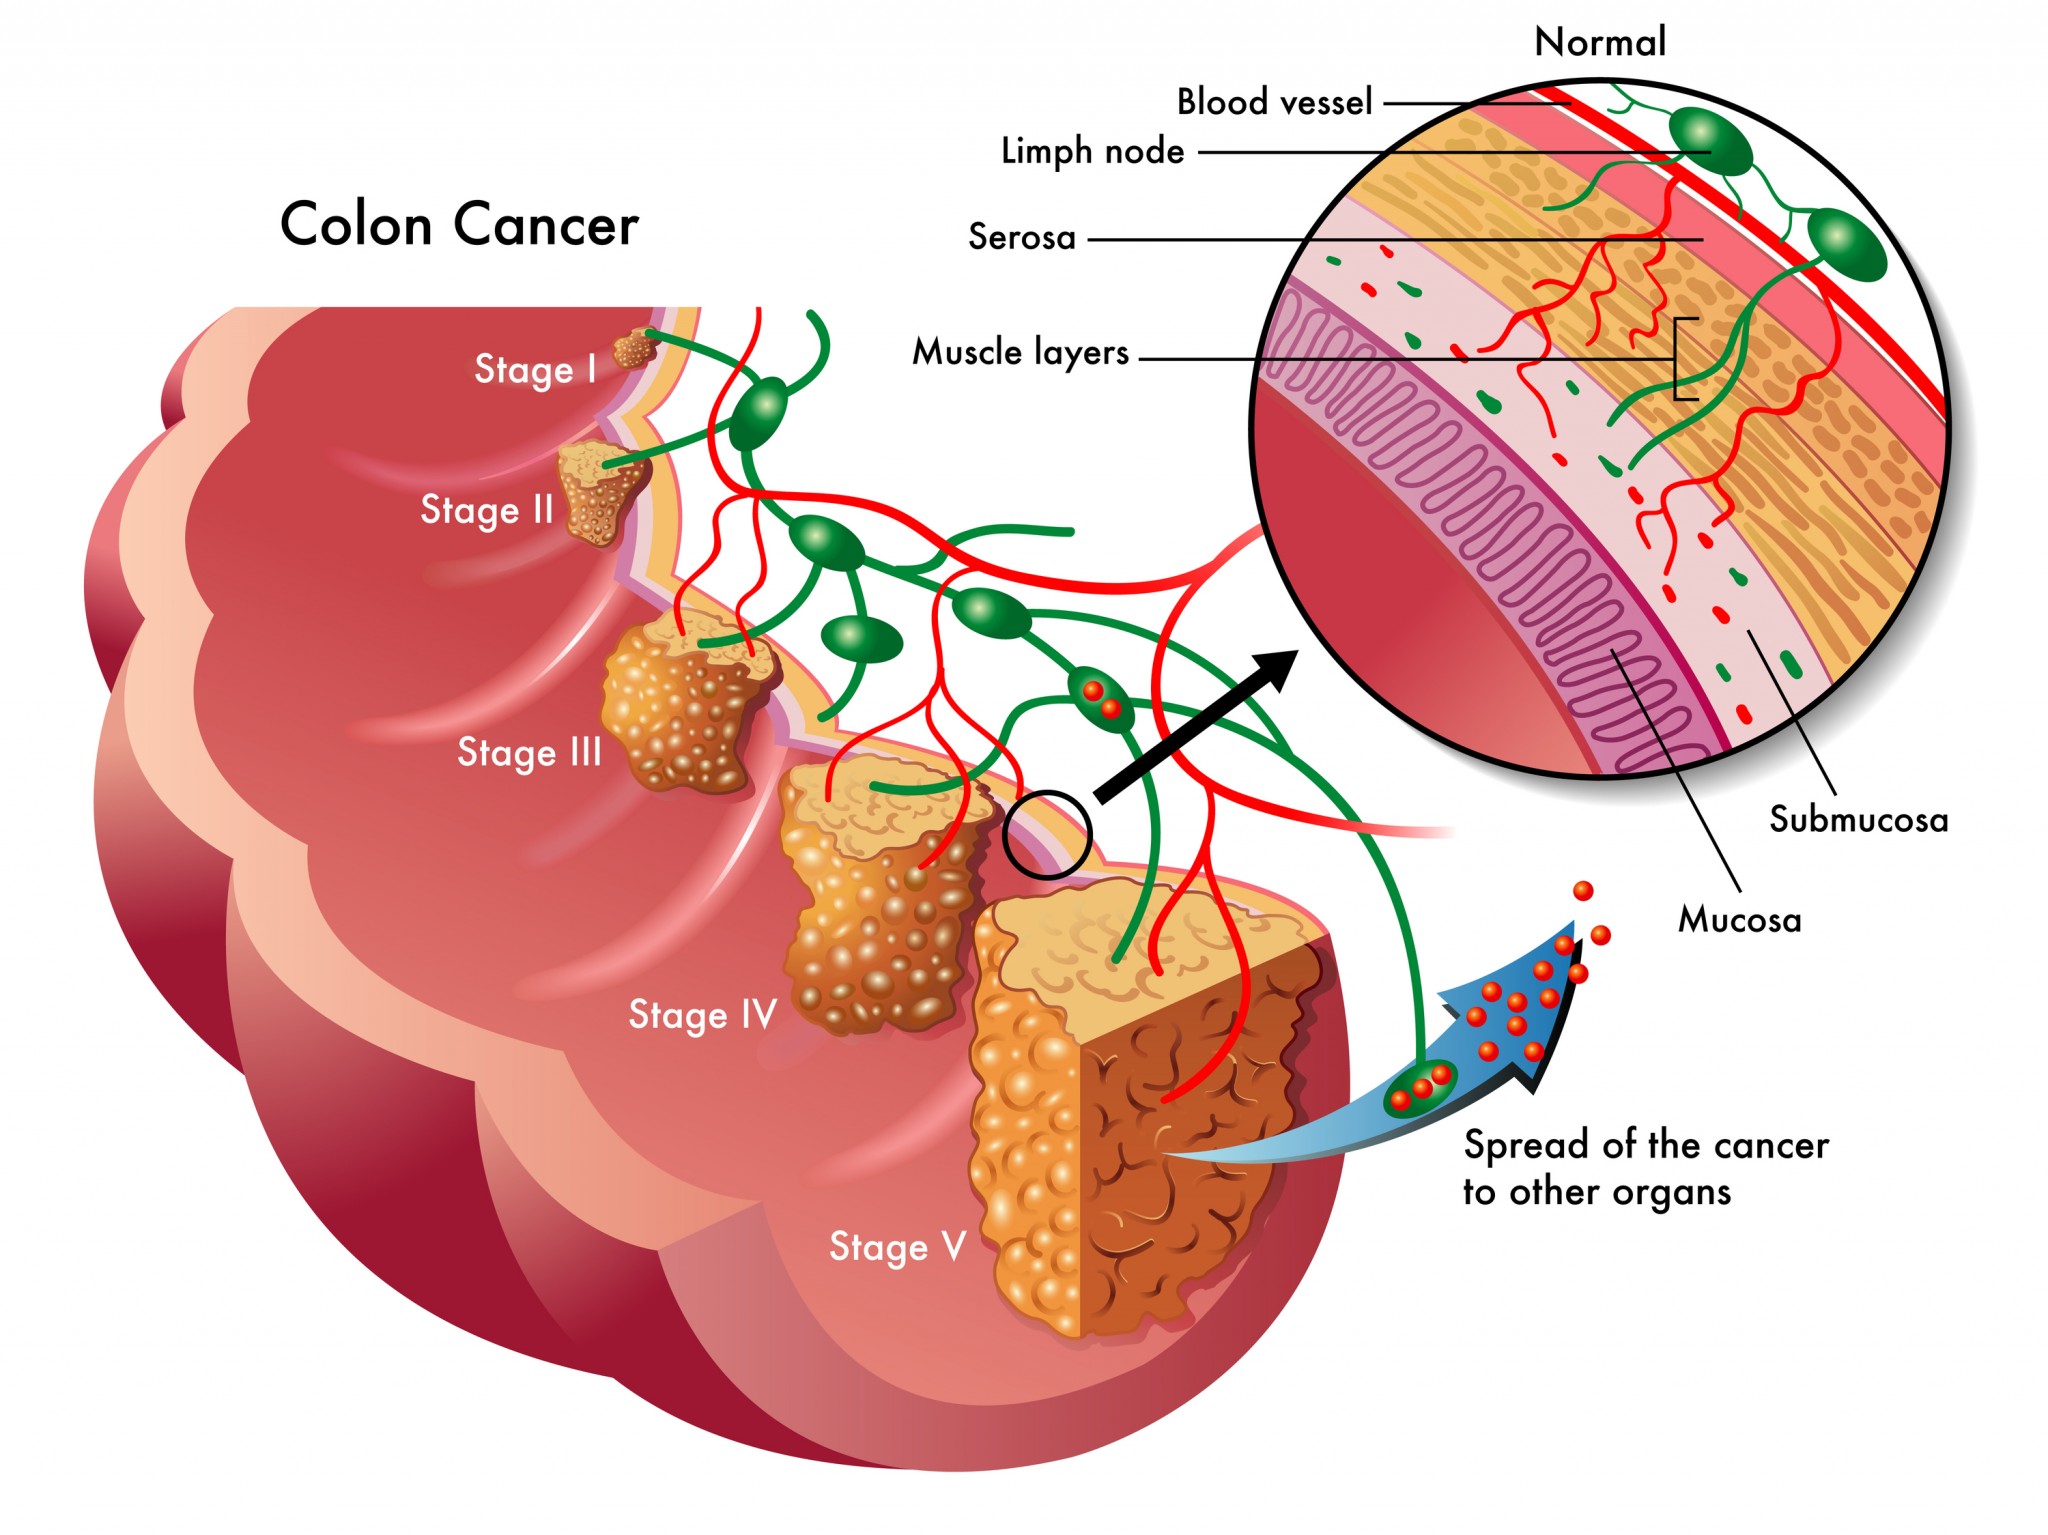 Normal
Blood vessel
Limph node
Colon Cancer
Serosa
Muscle layers
Stage I
Stage II
Stage III
Stage IV
Stage V
Submucosa
Mucosa
Spread of the cancer
to other organs